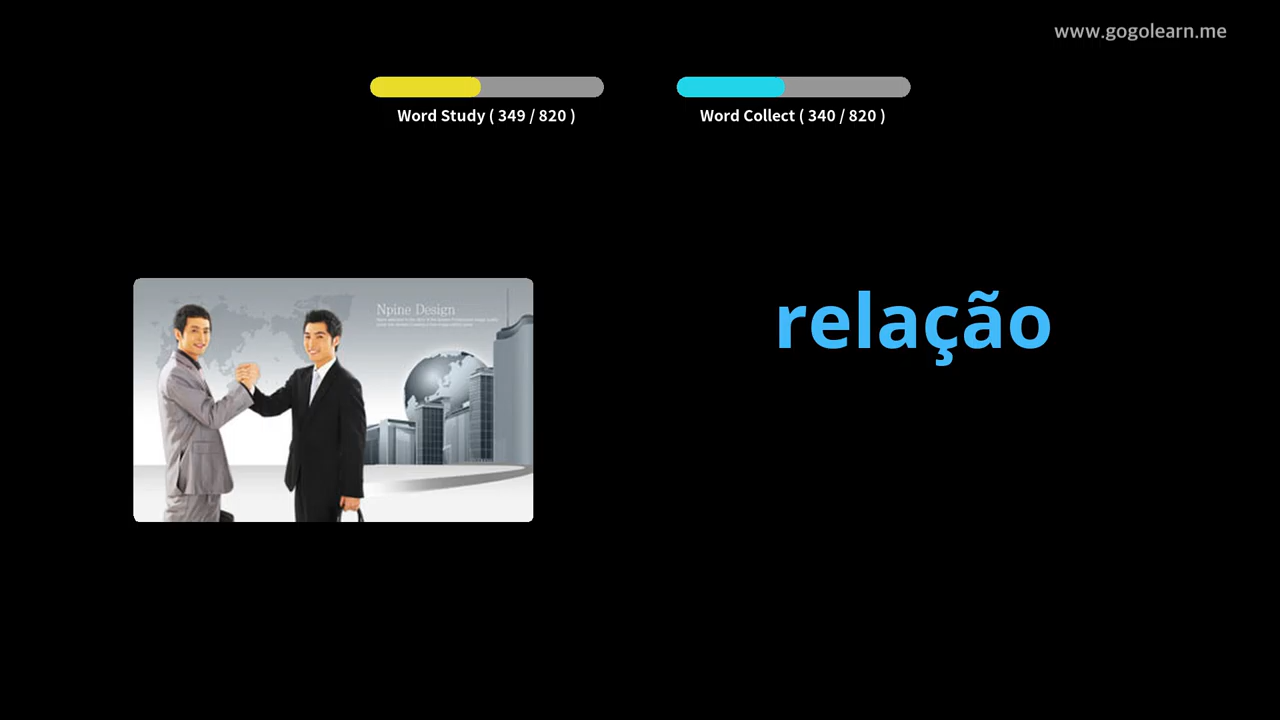 www.gogolearn.me
Word Study ( 349 / 820 )
Word Collect ( 340 / 820 )
Npine Design
relação